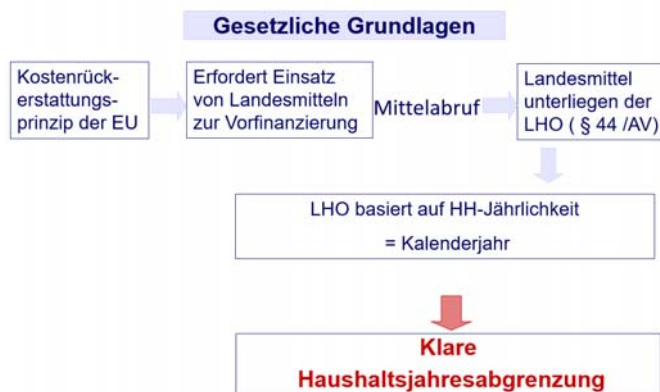 Gesetzliche Grundlagen
Kostenrück-
erstattungs-
prinzip der EU
Erfordert Einsatz
von Landesmitteln
zur Vorfinanzierung
Mittelabruf
Landesmittel
unterliegen der
LHO ( § 44 /AV)
LHO basiert auf HH-Jährlichkeit
= Kalenderjahr
Klare
Haushaltsjahresabgrenzung